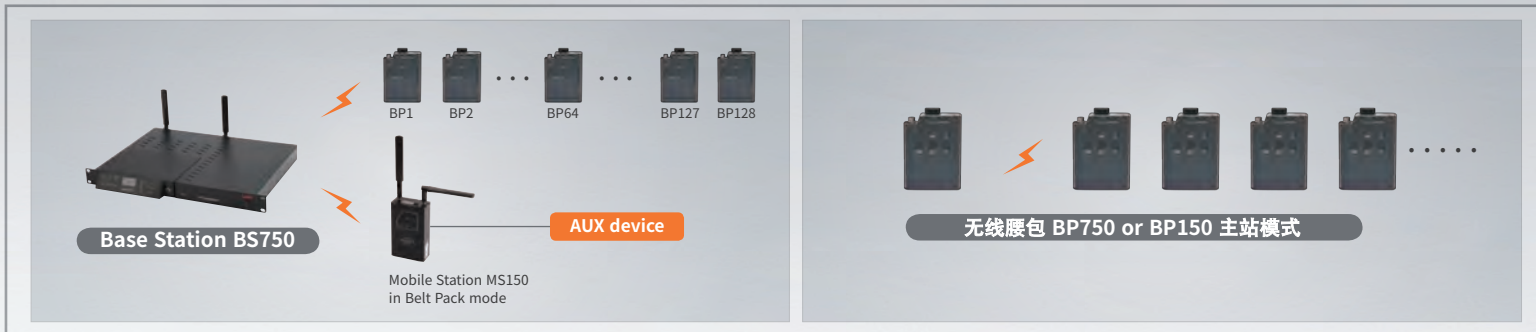 BP1
BP2
BP64
BP127
BP128
Base Station BS750
AUX device
Mobile Station MS150
in Belt Pack mode
无线腰包 BP750 or BP150 主站模式